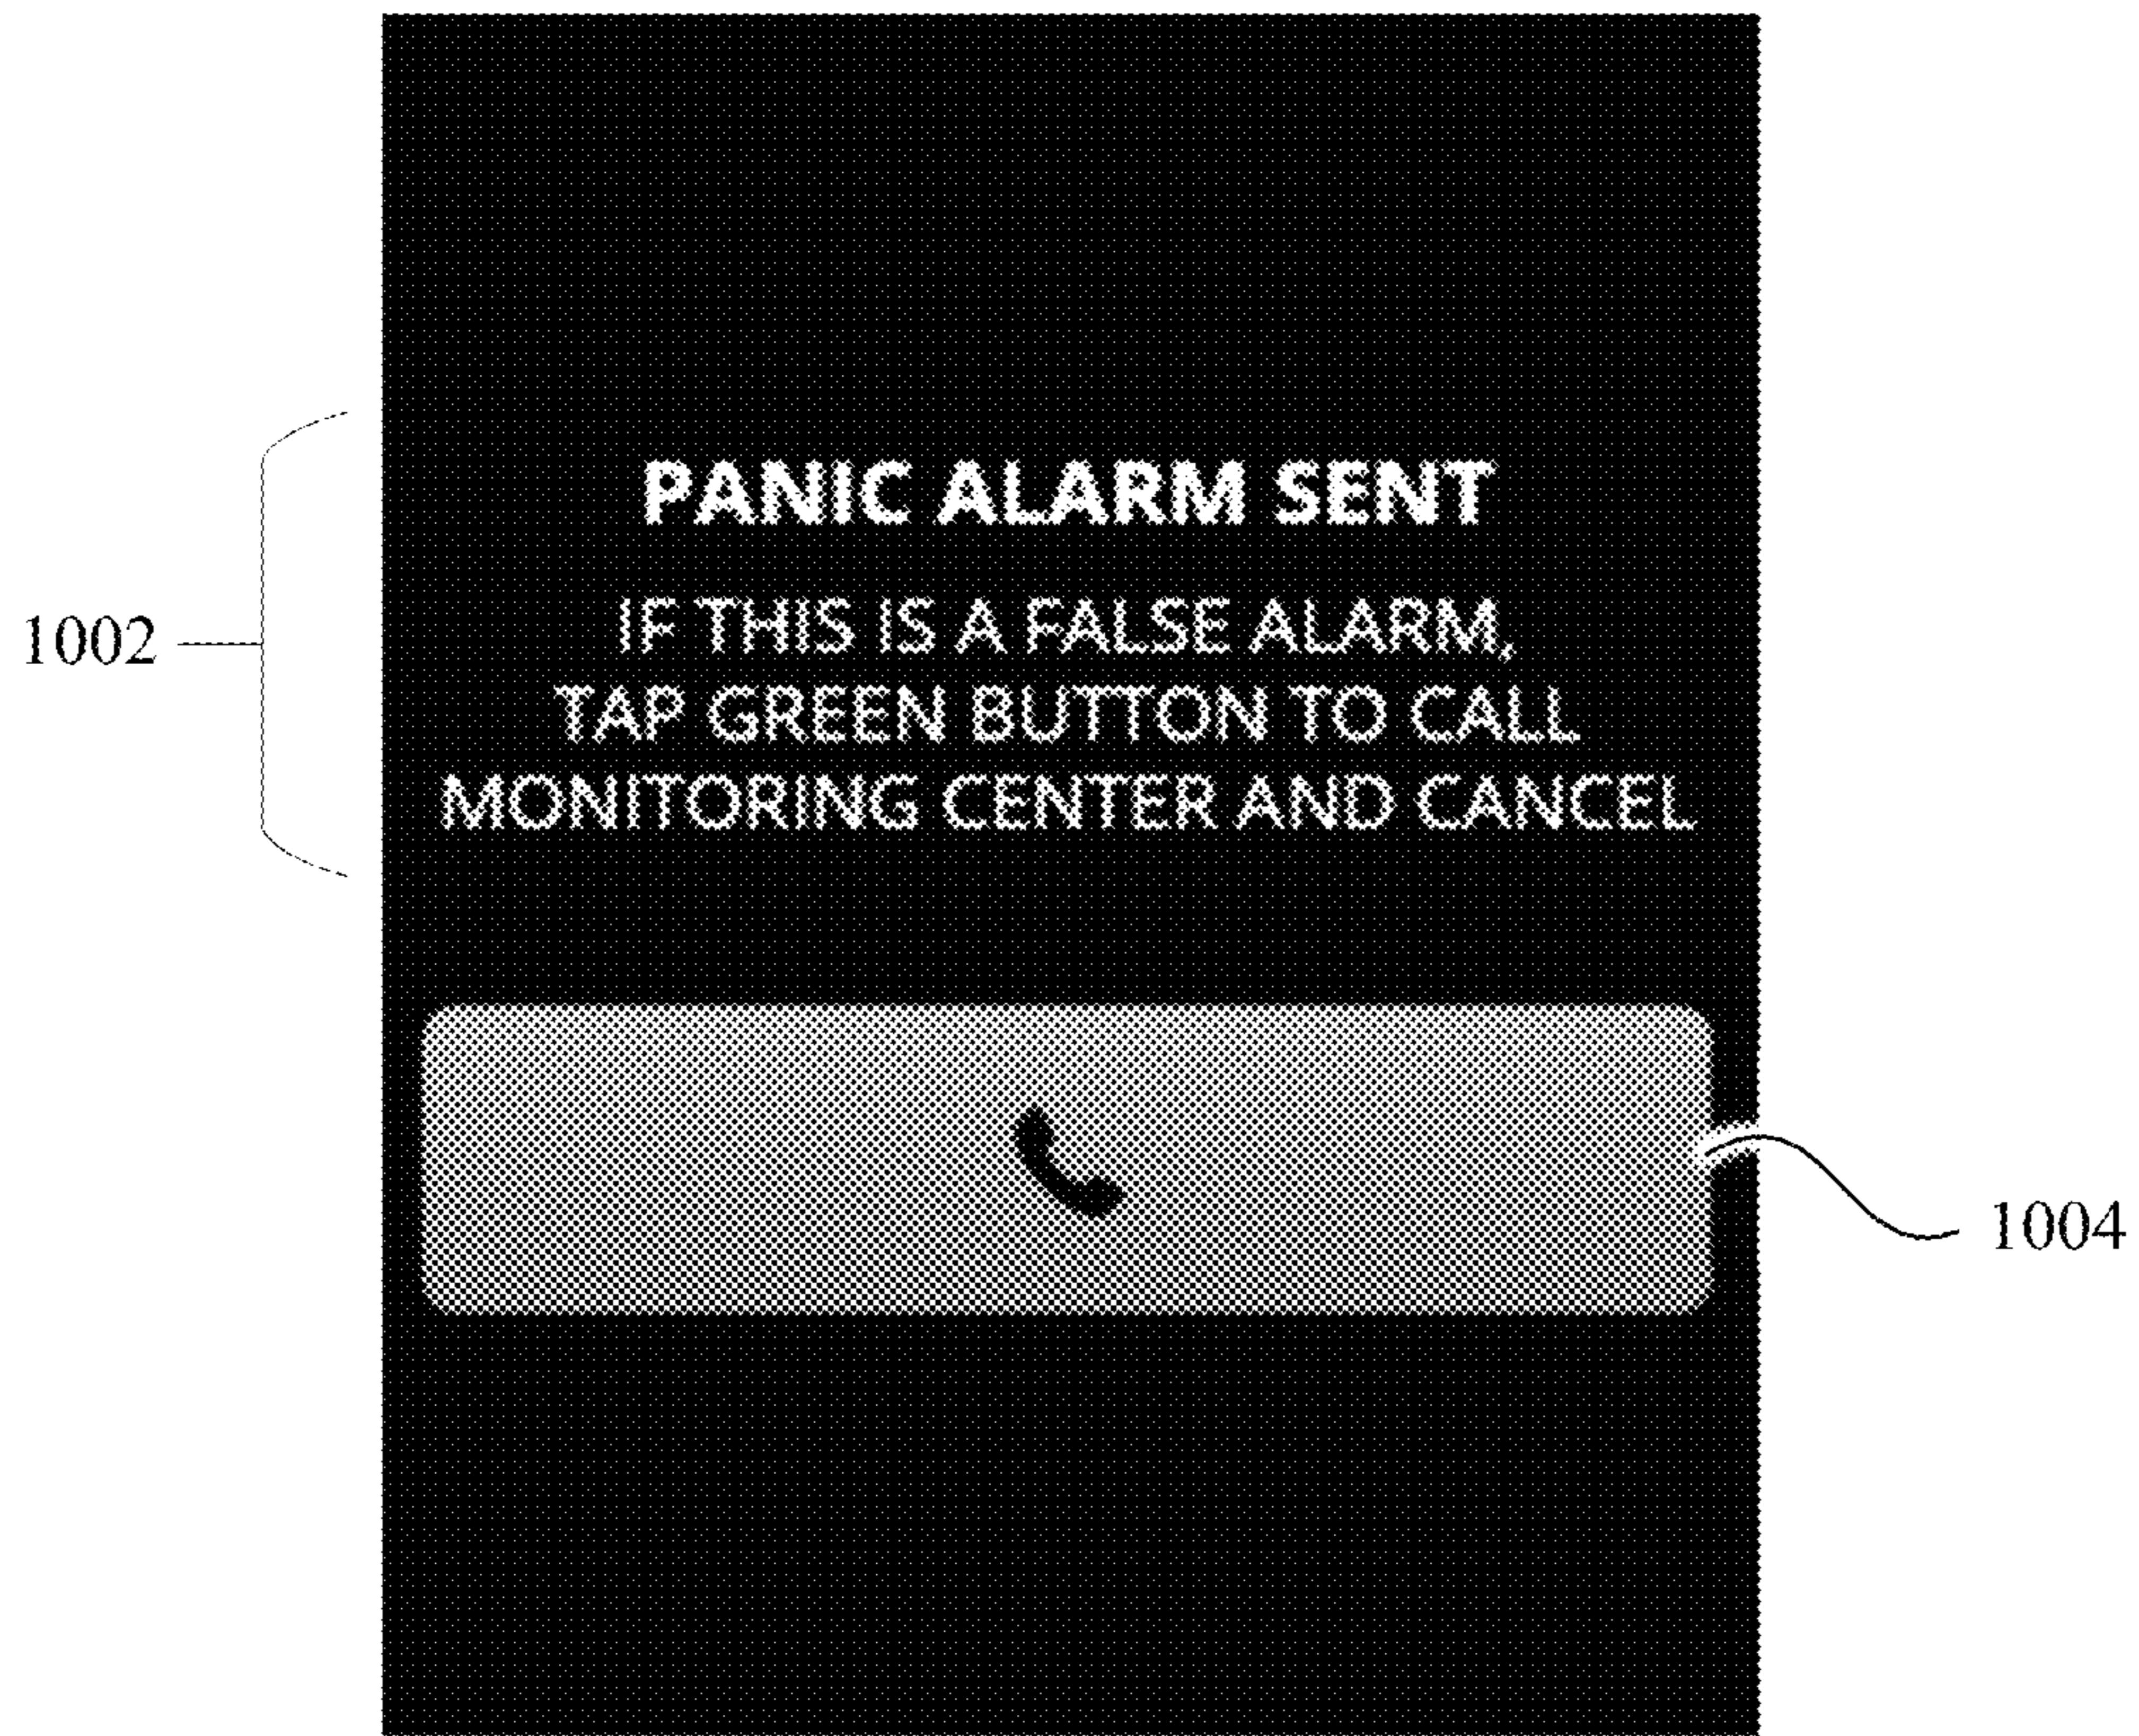 PANIC ALARM SENT
IF THIS IS A FALSE ALARM,
TAP GREEN BUTTON TO CALL
MONITORING CENTER AND CANCEL
1002
1004